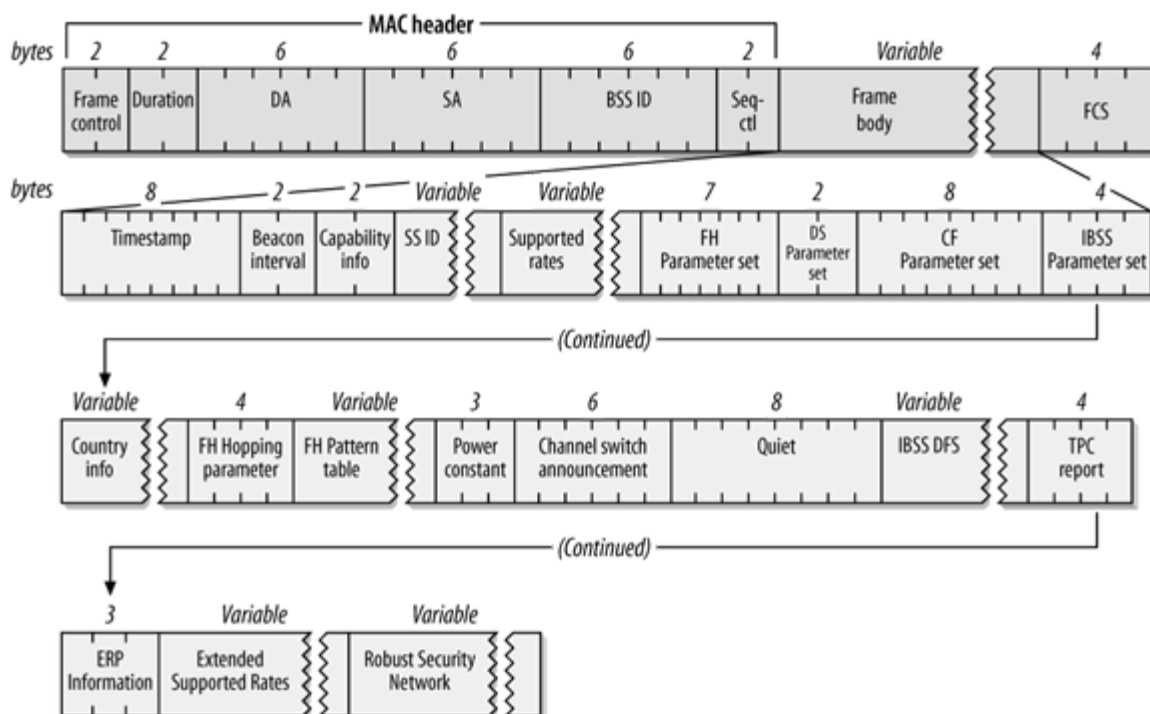 MAC header
bytes 2 2 6 6 6 2 Variable 4
Frame control Duration DA SA BSS ID Seq-ctl Frame body FCS
bytes 8 2 2 Variable Variable 7 2 8 4
Timestamp Beacon interval Capability info SS ID Supported rates FH Parameter set DS Parameter set CF Parameter set IBSS Parameter set
(Continued)
Variable 4 Variable 3 6 8 Variable 4
Country info FH Hopping parameter FH Pattern table Power constant Channel switch announcement Quiet IBSS DFS TPC report
(Continued)
3 Variable Variable
ERP Information Extended Supported Rates Robust Security Network